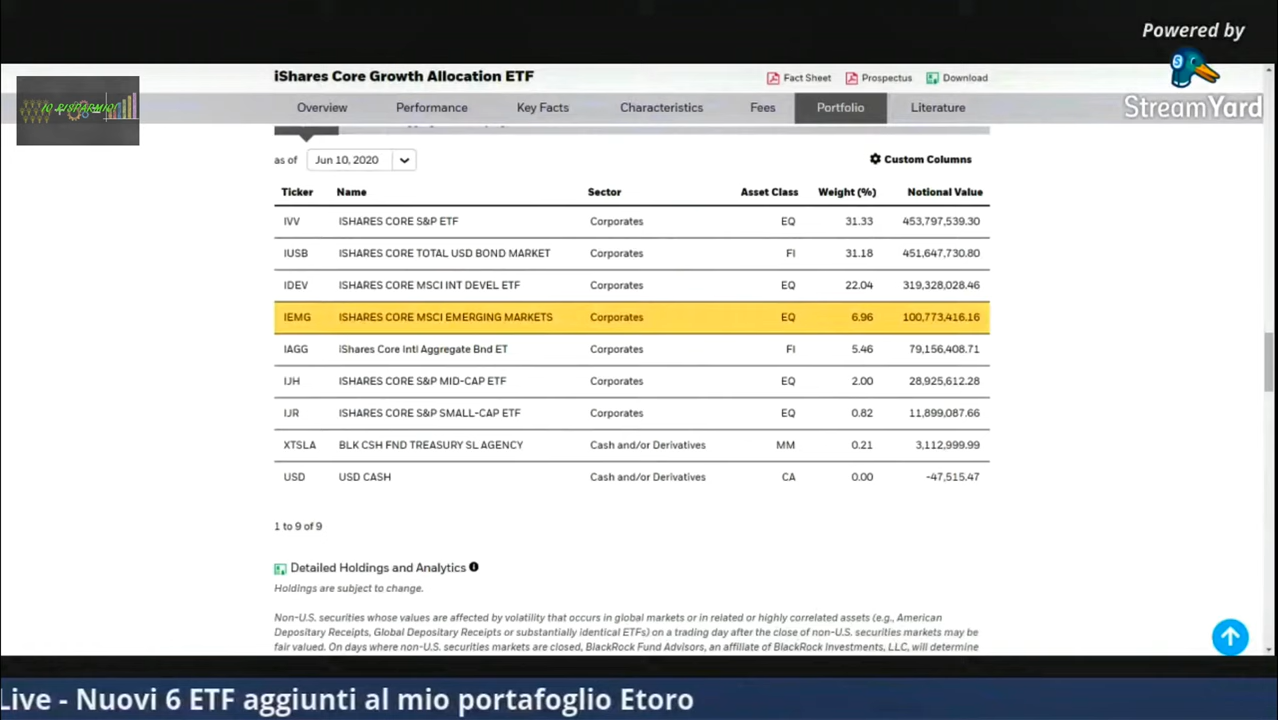 Powered by
StreamYard
IO RISPARMIO
iShares Core Growth Allocation ETF
Fact Sheet Prospectus Download
Overview Performance Key Facts Characteristics Fees Portfolio Literature
as of Jun 10, 2020 Custom Columns
Ticker Name Sector Asset Class Weight (%) Notional Value
IVV ISHARES CORE S&P ETF Corporates EQ 31.33 453,797,539.30
IUSB ISHARES CORE TOTAL USD BOND MARKET Corporates FI 31.18 451,647,730.80
IDEV ISHARES CORE MSCI INT DEVEL ETF Corporates EQ 22.04 319,328,028.46
IEMG ISHARES CORE MSCI EMERGING MARKETS Corporates EQ 6.96 100,773,416.16
IAGG iShares Core Intl Aggregate Bnd ET Corporates FI 5.46 79,156,408.71
IJH ISHARES CORE S&P MID-CAP ETF Corporates EQ 2.00 28,925,612.28
IJR ISHARES CORE S&P SMALL-CAP ETF Corporates EQ 0.82 11,899,087.66
XTSLA BLK CSH FND TREASURY SL AGENCY Cash and/or Derivatives MM 0.21 3,112,999.99
USD USD CASH Cash and/or Derivatives CA 0.00 -47,515.47
1 to 9 of 9
Detailed Holdings and Analytics
Holdings are subject to change.
Non-U.S. securities whose values are affected by volatility that occurs in global markets or in related or highly correlated assets (e.g., American
Depositary Receipts, Global Depositary Receipts or substantially identical ETFs) on a trading day after the close of non-U.S. securities markets may be
fair valued. On days where non-U.S. securities markets are closed, BlackRock Fund Advisors, an affiliate of BlackRock Investments, LLC, will determine
Live - Nuovi 6 ETF aggiunti al mio portafoglio Etoro